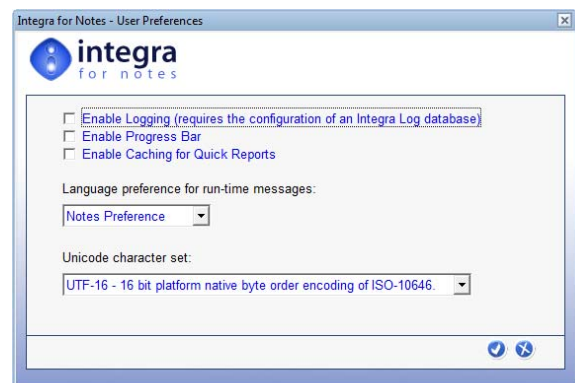 Integra for Notes - User Preferences
integra
for notes
Enable Logging (requires the configuration of an Integra Log database)
Enable Progress Bar
Enable Caching for Quick Reports
Language preference for run-time messages:
Notes Preference
Unicode character set:
UTF-16 - 16 bit platform native byte order encoding of ISO-10646.